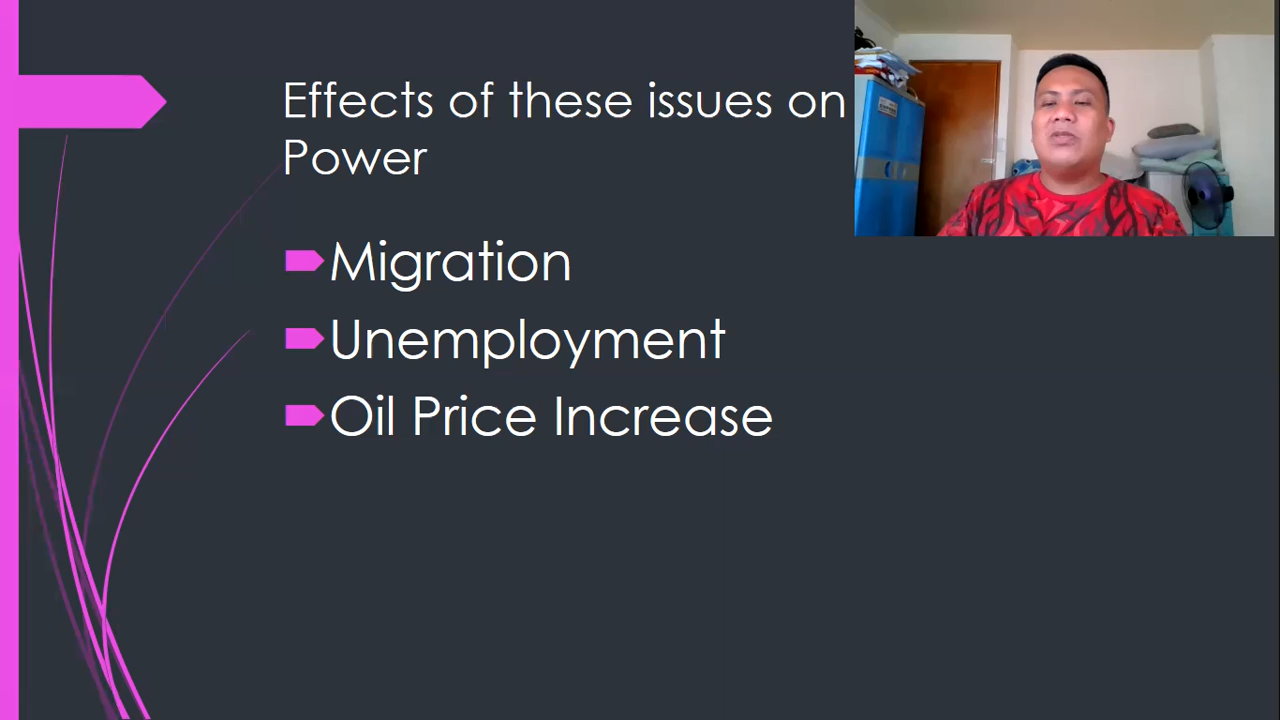 Effects of these issues on
Power
Migration
Unemployment
Oil Price Increase